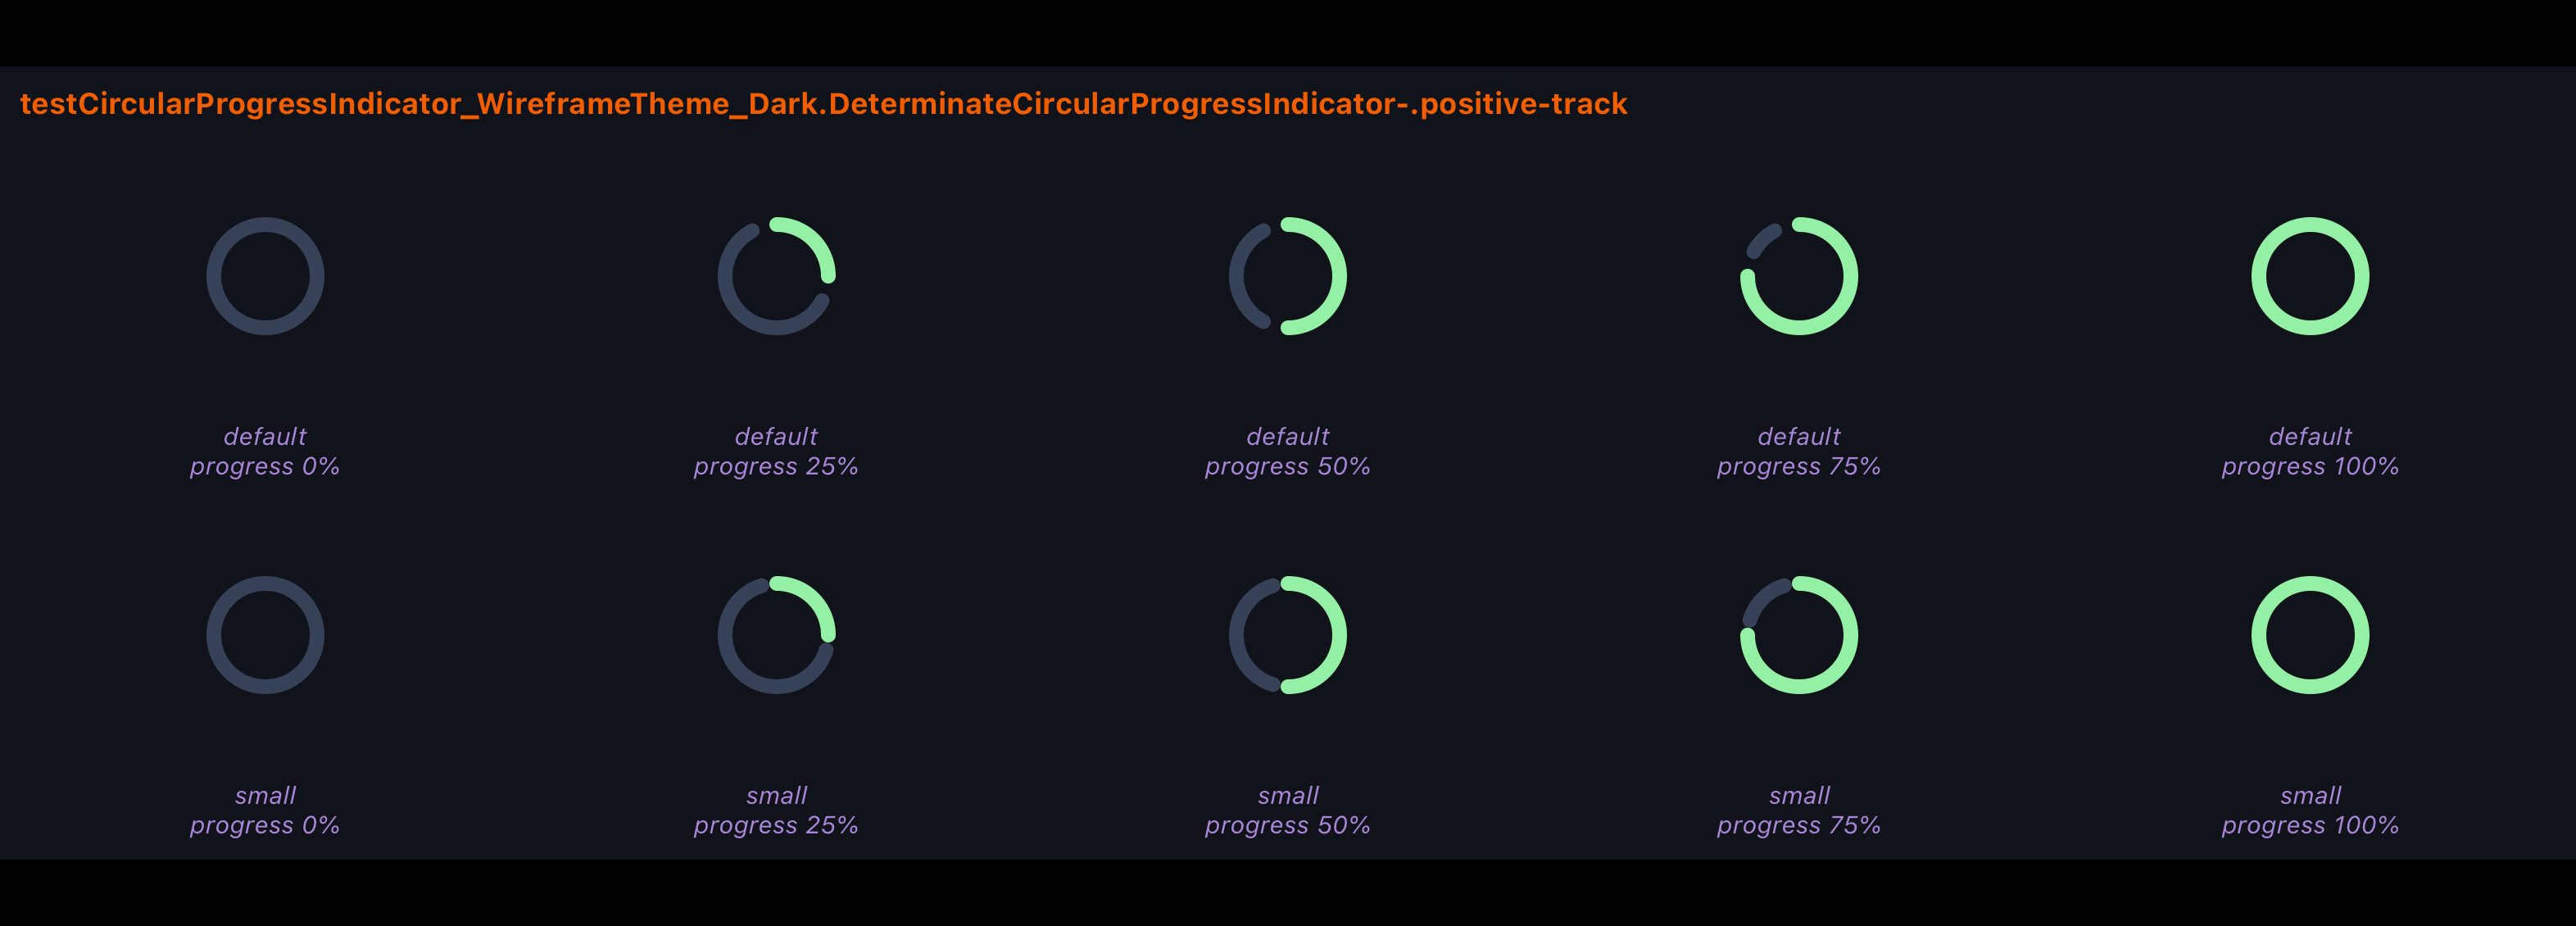 testCircularProgressIndicator_WireframeTheme_Dark.DeterminateCircularProgressIndicator-.positive-track
default
progress 0%
default
progress 25%
default
progress 50%
default
progress 75%
default
progress 100%
small
progress 0%
small
progress 25%
small
progress 50%
small
progress 75%
small
progress 100%